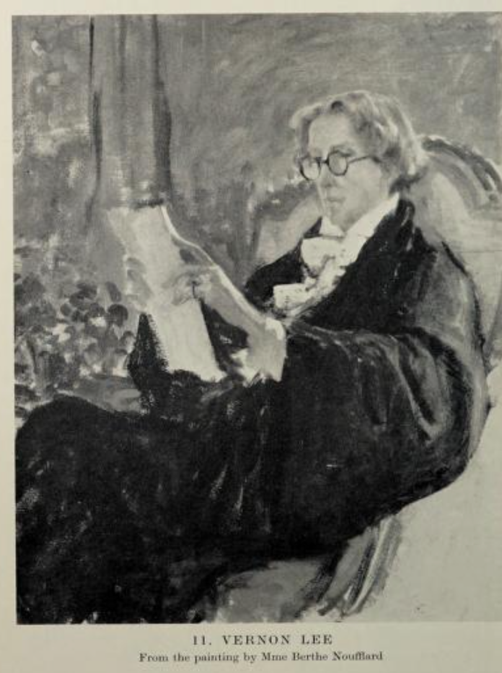 11. VERNON LEE
From the painting by Mme Berthe Noufflard